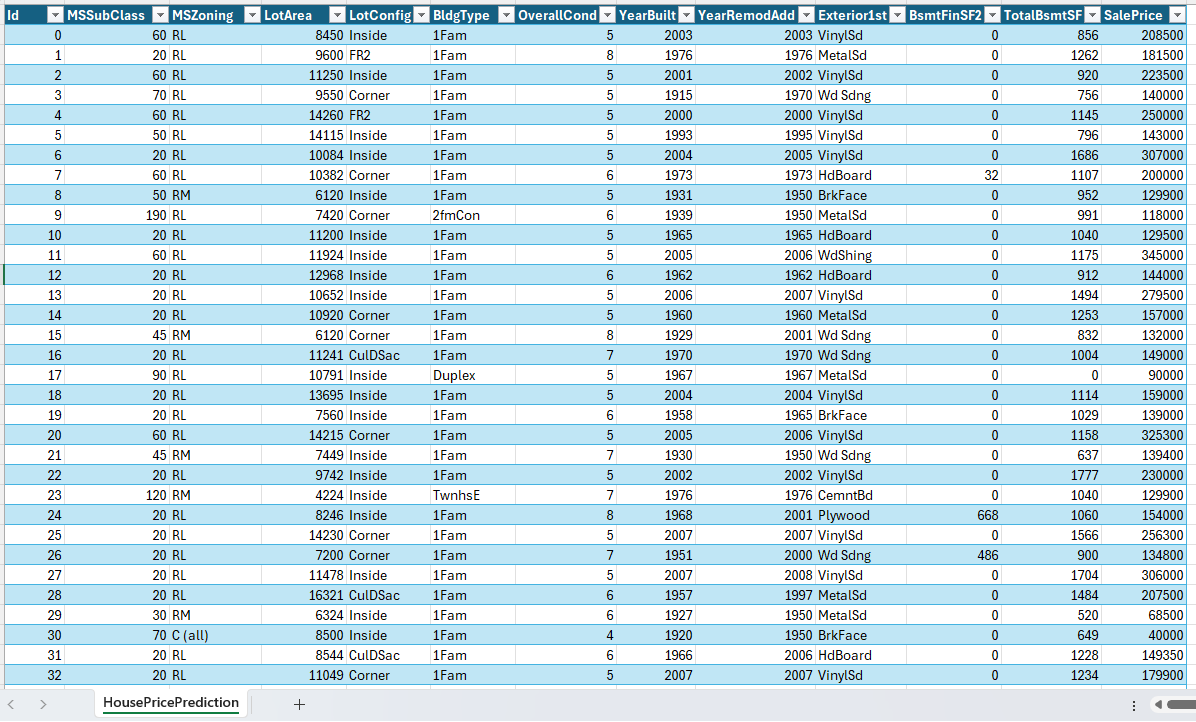 Id MSSubClass MSZoning LotArea LotConfig BldgType OverallCond YearBuilt YearRemodAdd Exterior1st BsmtFinSF2 TotalBsmtSF SalePrice
0 60 RL 8450 Inside 1Fam 5 2003 2003 VinylSd 0 856 208500
1 20 RL 9600 FR2 1Fam 8 1976 1976 MetalSd 0 1262 181500
2 60 RL 11250 Inside 1Fam 5 2001 2002 VinylSd 0 920 223500
3 70 RL 9550 Corner 1Fam 5 1915 1970 Wd Sdng 0 756 140000
4 60 RL 14260 FR2 1Fam 5 2000 2000 VinylSd 0 1145 250000
5 50 RL 14115 Inside 1Fam 5 1993 1995 VinylSd 0 796 143000
6 20 RL 10084 Inside 1Fam 5 2004 2005 VinylSd 0 1686 307000
7 60 RL 10382 Corner 1Fam 6 1973 1973 HdBoard 32 1107 200000
8 50 RM 6120 Inside 1Fam 5 1931 1950 BrkFace 0 952 129900
9 190 RL 7420 Corner 2fmCon 6 1939 1950 MetalSd 0 991 118000
10 20 RL 11200 Inside 1Fam 5 1965 1965 HdBoard 0 1040 129500
11 60 RL 11924 Inside 1Fam 5 2005 2006 WdShing 0 1175 345000
12 20 RL 12968 Inside 1Fam 6 1962 1962 HdBoard 0 912 144000
13 20 RL 10652 Inside 1Fam 5 2006 2007 VinylSd 0 1494 279500
14 20 RL 10920 Corner 1Fam 5 1960 1960 MetalSd 0 1253 157000
15 45 RM 6120 Corner 1Fam 8 1929 2001 Wd Sdng 0 832 132000
16 20 RL 11241 CulDSac 1Fam 7 1970 1970 Wd Sdng 0 1004 149000
17 90 RL 10791 Inside Duplex 5 1967 1967 MetalSd 0 0 90000
18 20 RL 13695 Inside 1Fam 5 2004 2004 VinylSd 0 1114 159000
19 20 RL 7560 Inside 1Fam 6 1958 1965 BrkFace 0 1029 139000
20 60 RL 14215 Corner 1Fam 5 2005 2006 VinylSd 0 1158 325300
21 45 RM 7449 Inside 1Fam 7 1930 1950 Wd Sdng 0 637 139400
22 20 RL 9742 Inside 1Fam 5 2002 2002 VinylSd 0 1777 230000
23 120 RM 4224 Inside TwnhsE 7 1976 1976 CemntBd 0 1040 129900
24 20 RL 8246 Inside 1Fam 8 1968 2001 Plywood 668 1060 154000
25 20 RL 14230 Corner 1Fam 5 2007 2007 VinylSd 0 1566 256300
26 20 RL 7200 Corner 1Fam 7 1951 2000 Wd Sdng 486 900 134800
27 20 RL 11478 Inside 1Fam 5 2007 2008 VinylSd 0 1704 306000
28 20 RL 16321 CulDSac 1Fam 6 1957 1997 MetalSd 0 1484 207500
29 30 RM 6324 Inside 1Fam 6 1927 1950 MetalSd 0 520 68500
30 70 C (all) 8500 Inside 1Fam 4 1920 1950 BrkFace 0 649 40000
31 20 RL 8544 CulDSac 1Fam 6 1966 2006 HdBoard 0 1228 149350
32 20 RL 11049 Corner 1Fam 5 2007 2007 VinylSd 0 1234 179900
HousePricePrediction